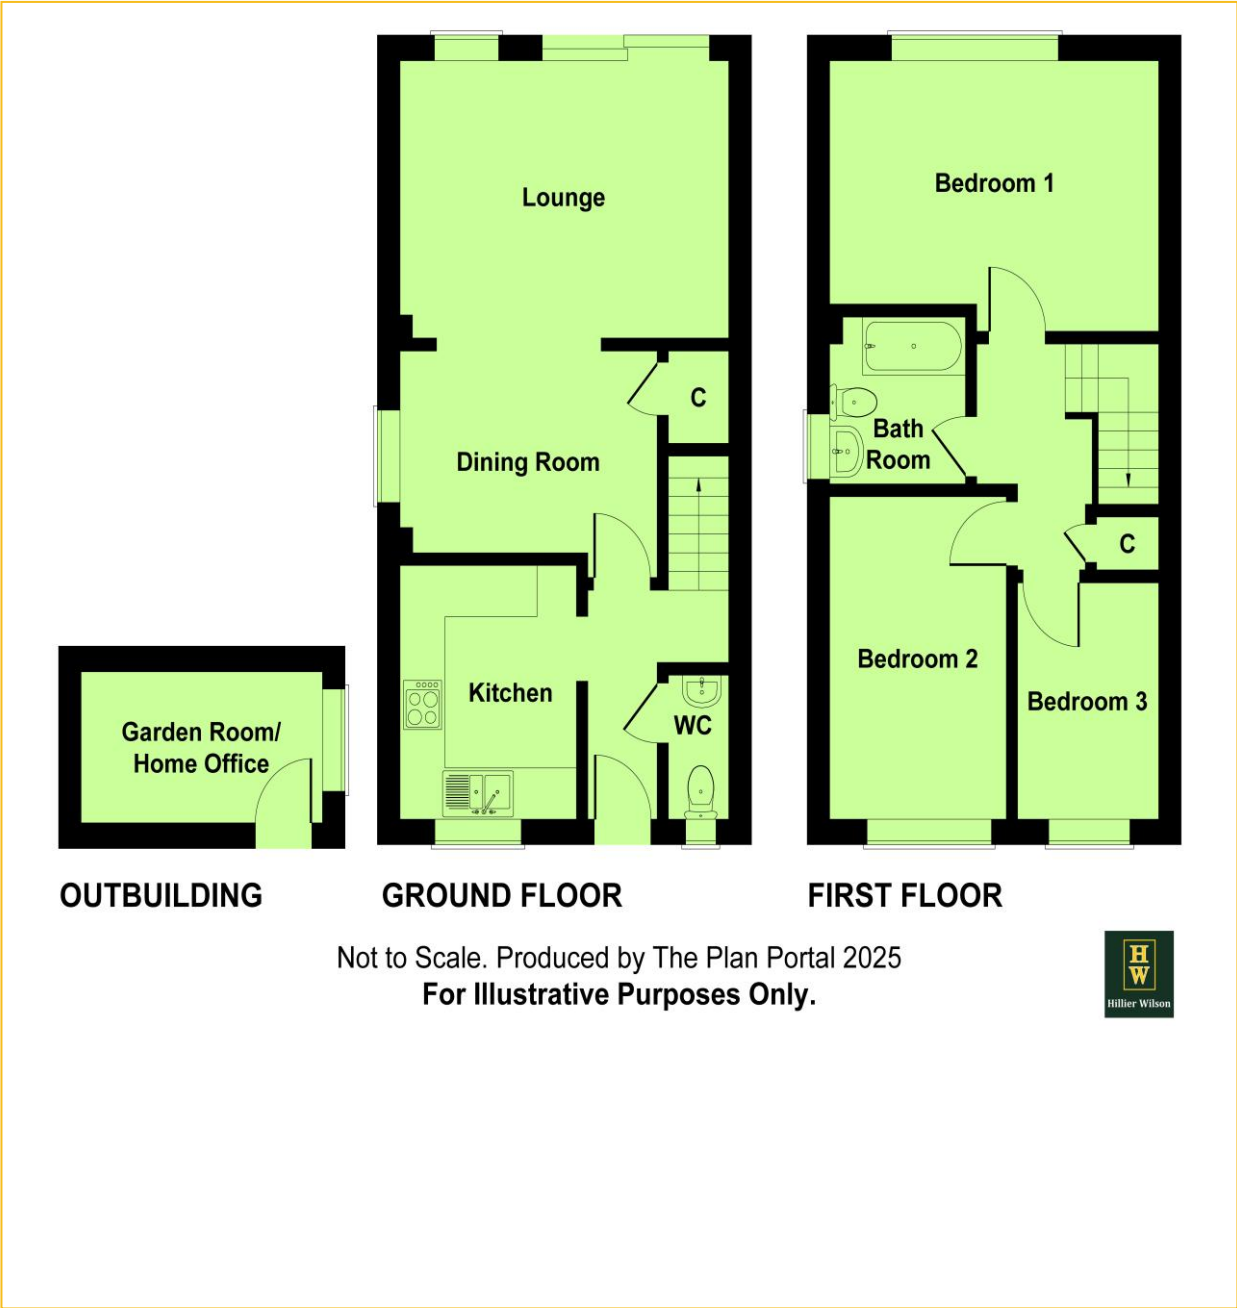 Lounge
Bedroom 1
C
Dining Room
Bath
Room
C
Kitchen
WC
Bedroom 2
Bedroom 3
Garden Room/
Home Office
OUTBUILDING
GROUND FLOOR
FIRST FLOOR
Not to Scale. Produced by The Plan Portal 2025
For Illustrative Purposes Only.
H
W
Hillier Wilson